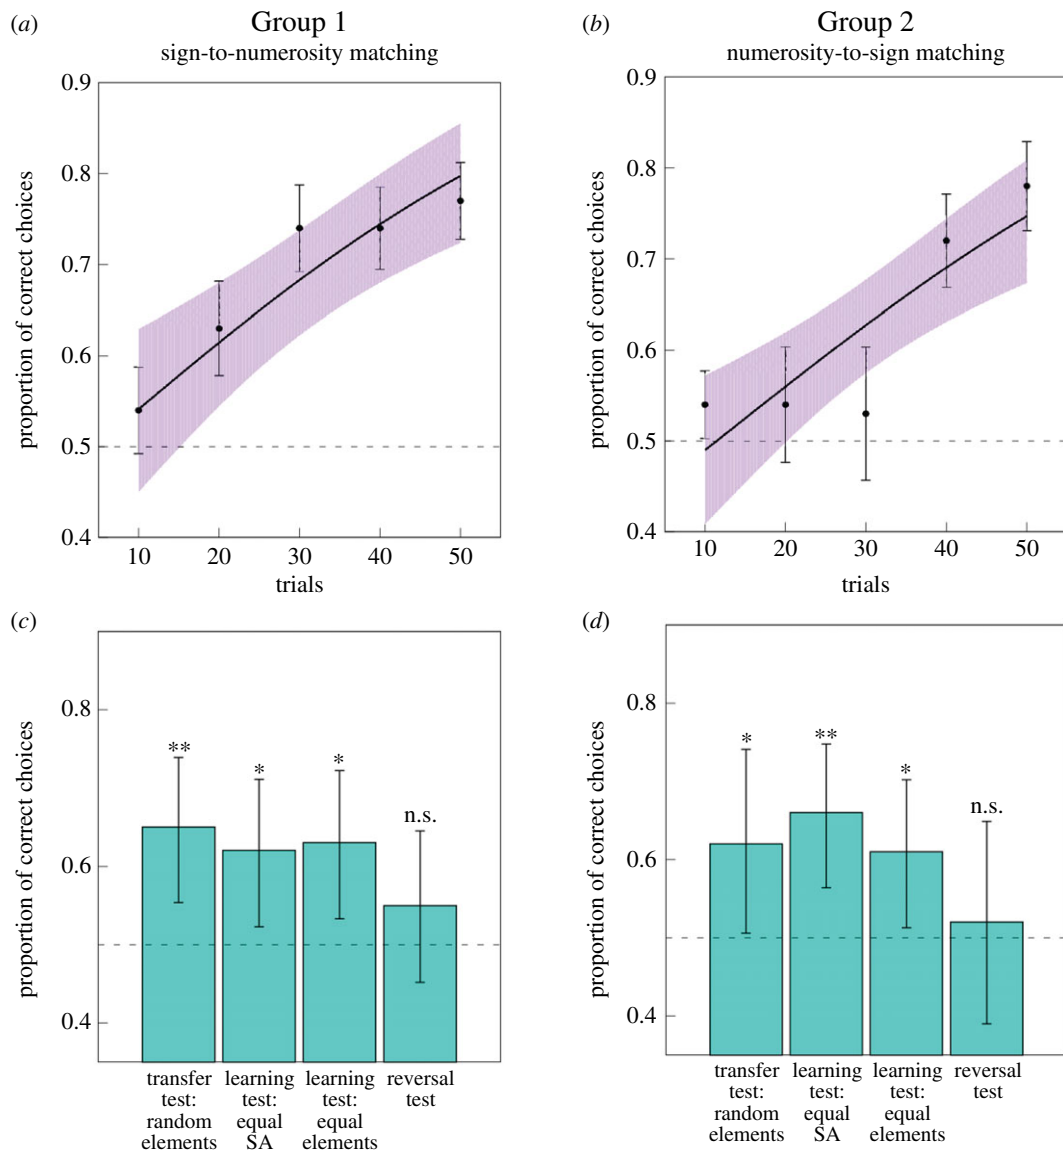 (a)
Group 1
sign-to-numerosity matching
proportion of correct choices
0.9
0.8
0.7
0.6
0.5
0.4
10 20 30 40 50
trials
(b)
Group 2
numerosity-to-sign matching
proportion of correct choices
0.9
0.8
0.7
0.6
0.5
0.4
10 20 30 40 50
trials
(c)
proportion of correct choices
0.8
0.6
0.4
** * * n.s.
transfer test: random elements
learning test: equal SA
learning test: equal elements
reversal test
(d)
proportion of correct choices
0.8
0.6
0.4
* ** * n.s.
transfer test: random elements
learning test: equal SA
learning test: equal elements
reversal test